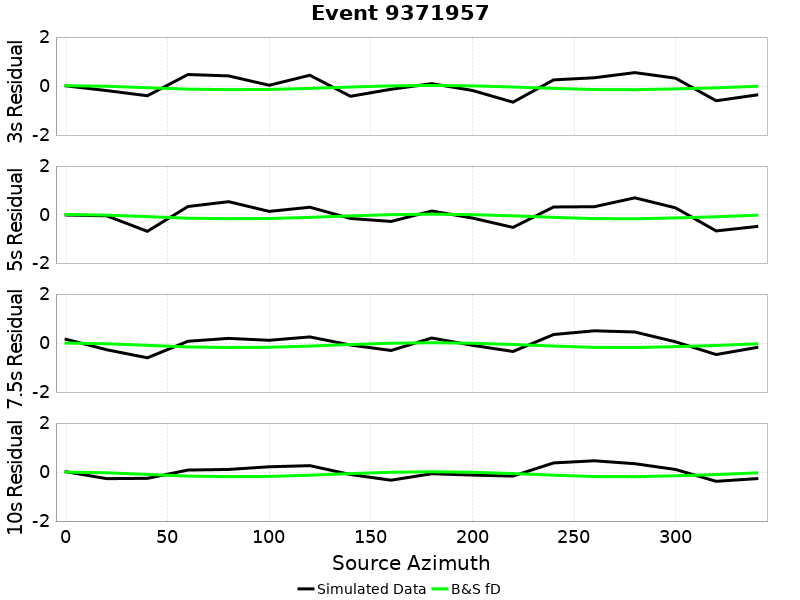 Event 9371957
3s Residual
2
0
-2
5s Residual
2
0
-2
7.5s Residual
2
0
-2
10s Residual
2
0
-2
0 50 100 150 200 250 300
Source Azimuth
Simulated Data B&S fD